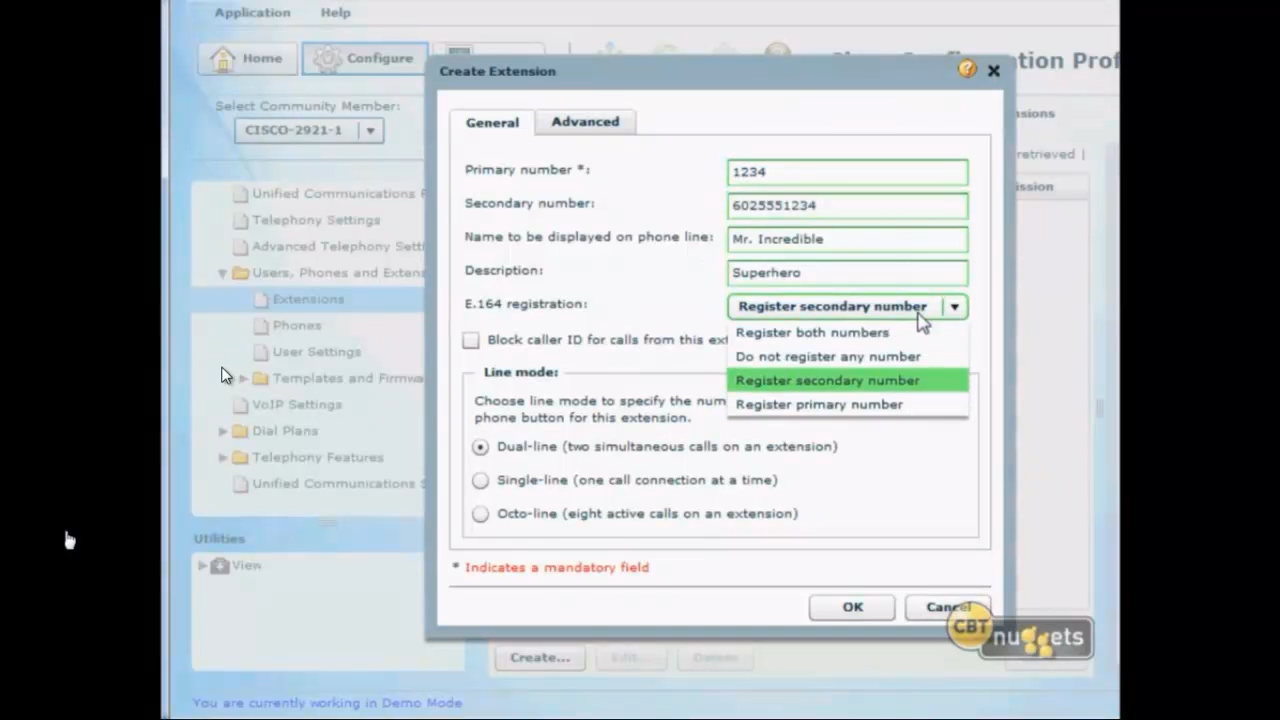 Application Help
Home Configure
tion Prof
Create Extension
Select Community Member:
CISCO-2921-1
nsions
retrieved |
ission
General Advanced
Primary number *: 1234
Secondary number: 6025551234
Name to be displayed on phone line: Mr. Incredible
Description: Superhero
E.164 registration: Register secondary number
Register both numbers
Do not register any number
Register secondary number
Register primary number
Block caller ID for calls from this ext
Line mode:
Choose line mode to specify the num
phone button for this extension.
Dual-line (two simultaneous calls on an extension)
Single-line (one call connection at a time)
Octo-line (eight active calls on an extension)
* Indicates a mandatory field
OK Cancel
Unified Communications F
Telephony Settings
Advanced Telephony Setti
Users, Phones and Extens
Extensions
Phones
User Settings
Templates and Firmwa
VoIP Settings
Dial Plans
Telephony Features
Unified Communications S
Utilities
View
Create... Edit... Delete
CBT nuggets
You are currently working in Demo Mode